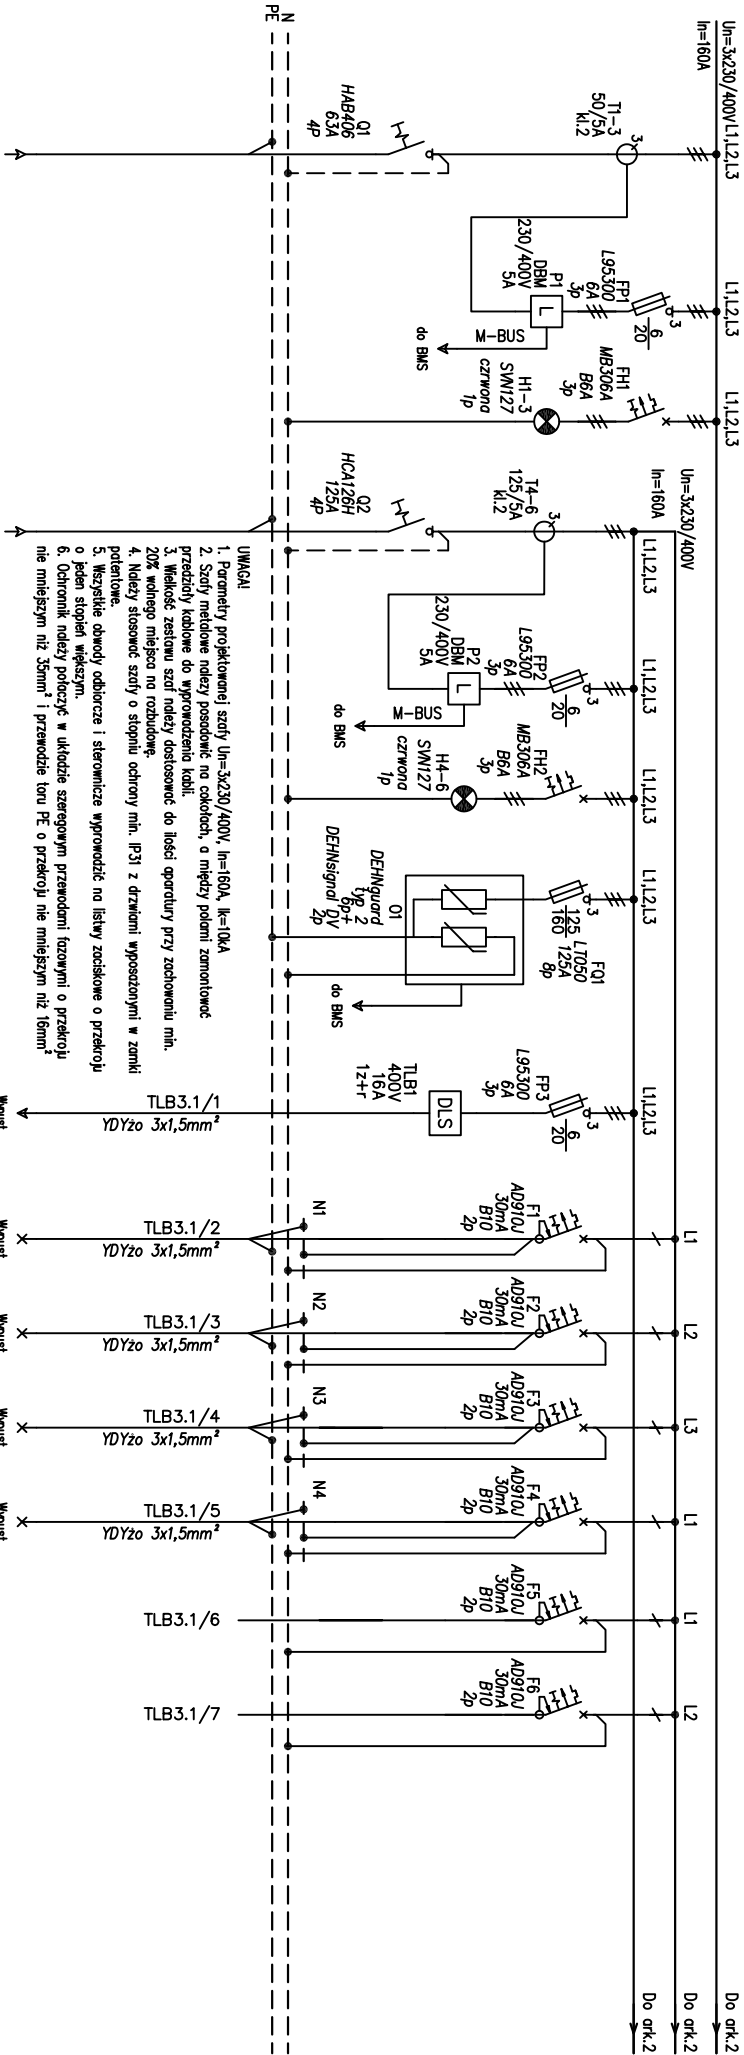 Un=3x230/400V
In=160A
L1,L2,L3
L1,L2,L3
L1,L2,L3
Do ark.2
Un=3x230/400V
In=160A
L1,L2,L3
L1,L2,L3
L1,L2,L3
L1,L2,L3
L1,L2,L3
Do ark.2
Do ark.2
L1
L2
L3
L1
L1
L2
T1-3
50/5A
kl.2
3
Q1
HAB406
63A
4P
FP1
L95300
6A
3p
6
20
3
P1
DBM
230/400V
5A
L
M-BUS
do BMS
FH1
MB306A
B6A
3p
H1-3
SVN127
czrwona
1p
T4-6
125/5A
kl.2
3
Q2
HCA126H
125A
4P
FP2
L95300
6A
3p
6
20
3
P2
DBM
230/400V
5A
L
M-BUS
do BMS
FH2
MB306A
B6A
3p
H4-6
SVN127
czrwona
1p
FQ1
LT050
125A
8p
125
160
3
O1
DEHNguard
typ 2
6p+
DEHNsignal DV
2p
do BMS
FP3
L95300
6A
3p
6
20
3
TLB1
400V
16A
1z+r
DLS
F1
AD910J
30mA
B10
2p
F2
AD910J
30mA
B10
2p
F3
AD910J
30mA
B10
2p
F4
AD910J
30mA
B10
2p
F5
AD910J
30mA
B10
2p
F6
AD910J
30mA
B10
2p
N1
N2
N3
N4
N
PE
UWAGA!
1. Parametry projektowanej szafy Un=3x230/400V, In=160A, Ik=10kA
2. Szafy metalowe należy posadowić na cokołach, a między polami zamontować
przedziały kablowe do wyprowadzenia kabli.
3. Wielkość zestawu szaf należy dostosować do ilości aparatury przy zachowaniu min.
20% wolnego miejsca na rozbudowę.
4. Należy stosować szafy o stopniu ochrony min. IP31 z drzwiami wyposażonymi w zamki
patentowe.
5. Wszystkie obwody odbiorcze i sterownicze wyprowadzić na listwy zaciskowe o przekroju
o jeden stopień większym.
6. Ochronnik należy połączyć w układzie szeregowym przewodami fazowymi o przekroju
nie mniejszym niż 35mm² i przewodzie toru PE o przekroju nie mniejszym niż 16mm²
TLB3.1/1
YDYżo 3x1,5mm²
TLB3.1/2
YDYżo 3x1,5mm²
TLB3.1/3
YDYżo 3x1,5mm²
TLB3.1/4
YDYżo 3x1,5mm²
TLB3.1/5
YDYżo 3x1,5mm²
TLB3.1/6
TLB3.1/7